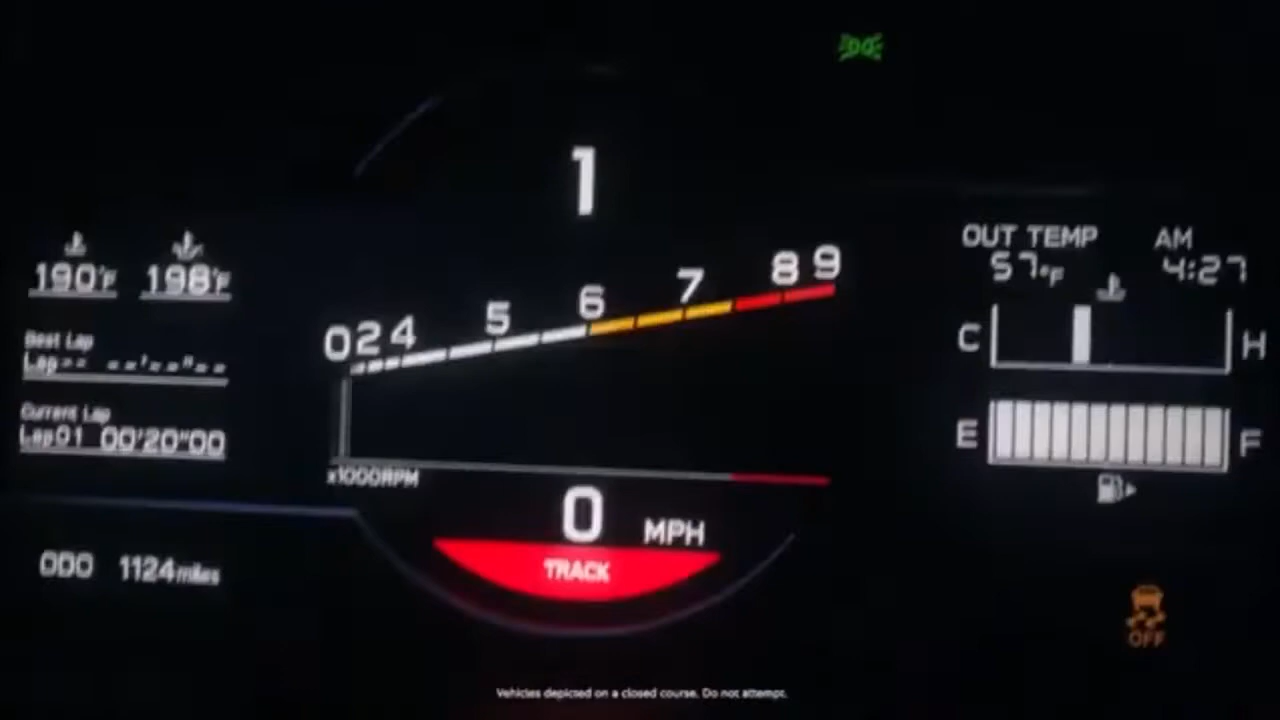 1
190°F 198°F
Best Lap
Lap-- --'--"--
Current Lap
Lap01 00'20"00
ODO 1124miles
0 2 4 5 6 7 8 9
x1000RPM
0 MPH
TRACK
OUT TEMP AM
57°F 4:27
C H
E F
OFF
Vehicles depicted on a closed course. Do not attempt.